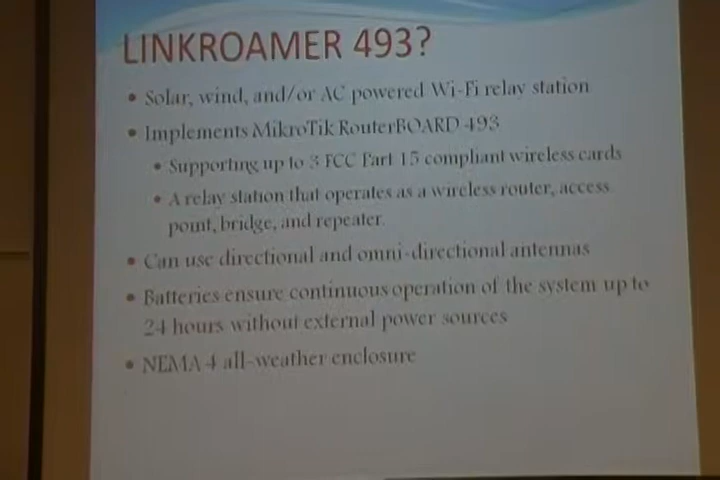 LINKROAMER 493?
• Solar, wind, and/or AC powered Wi-Fi relay station
• Implements MikroTik RouterBOARD 493
• Supporting up to 3 FCC Part 15 compliant wireless cards
• A relay station that operates as a wireless router, access
point, bridge, and repeater.
• Can use directional and omni-directional antennas
• Batteries ensure continuous operation of the system up to
24 hours without external power sources
• NEMA 4 all-weather enclosure